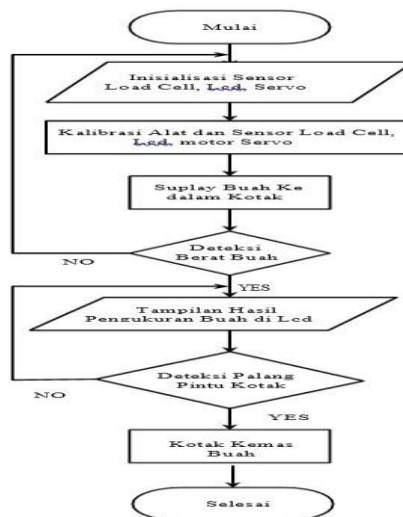 Mulai
Inisialisasi Sensor
Load Cell, Lcd, Servo
Kalibrasi Alat dan Sensor Load Cell,
Lcd, motor Servo
Suplay Buah Ke
dalam Kotak
Deteksi
Berat Buah
NO
YES
Tampilan Hasil
Pengukuran Buah di Lcd
Deteksi Palang
Pintu Kotak
NO
YES
Kotak Kemas
Buah
Selesai